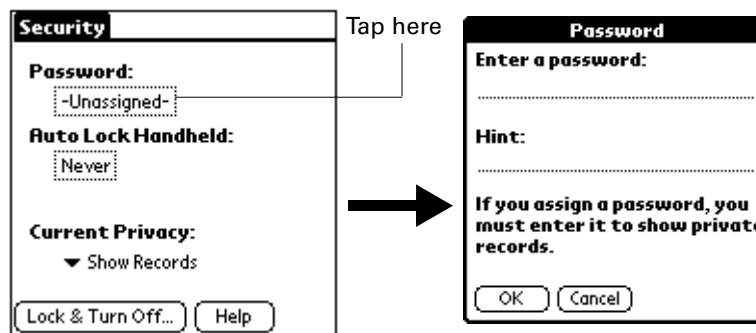 Security
Tap here
Password:
-Unassigned-
Auto Lock Handheld:
Never
Current Privacy:
Show Records
Lock & Turn Off...
Help
Password
Enter a password:
Hint:
If you assign a password, you
must enter it to show private
records.
OK
Cancel